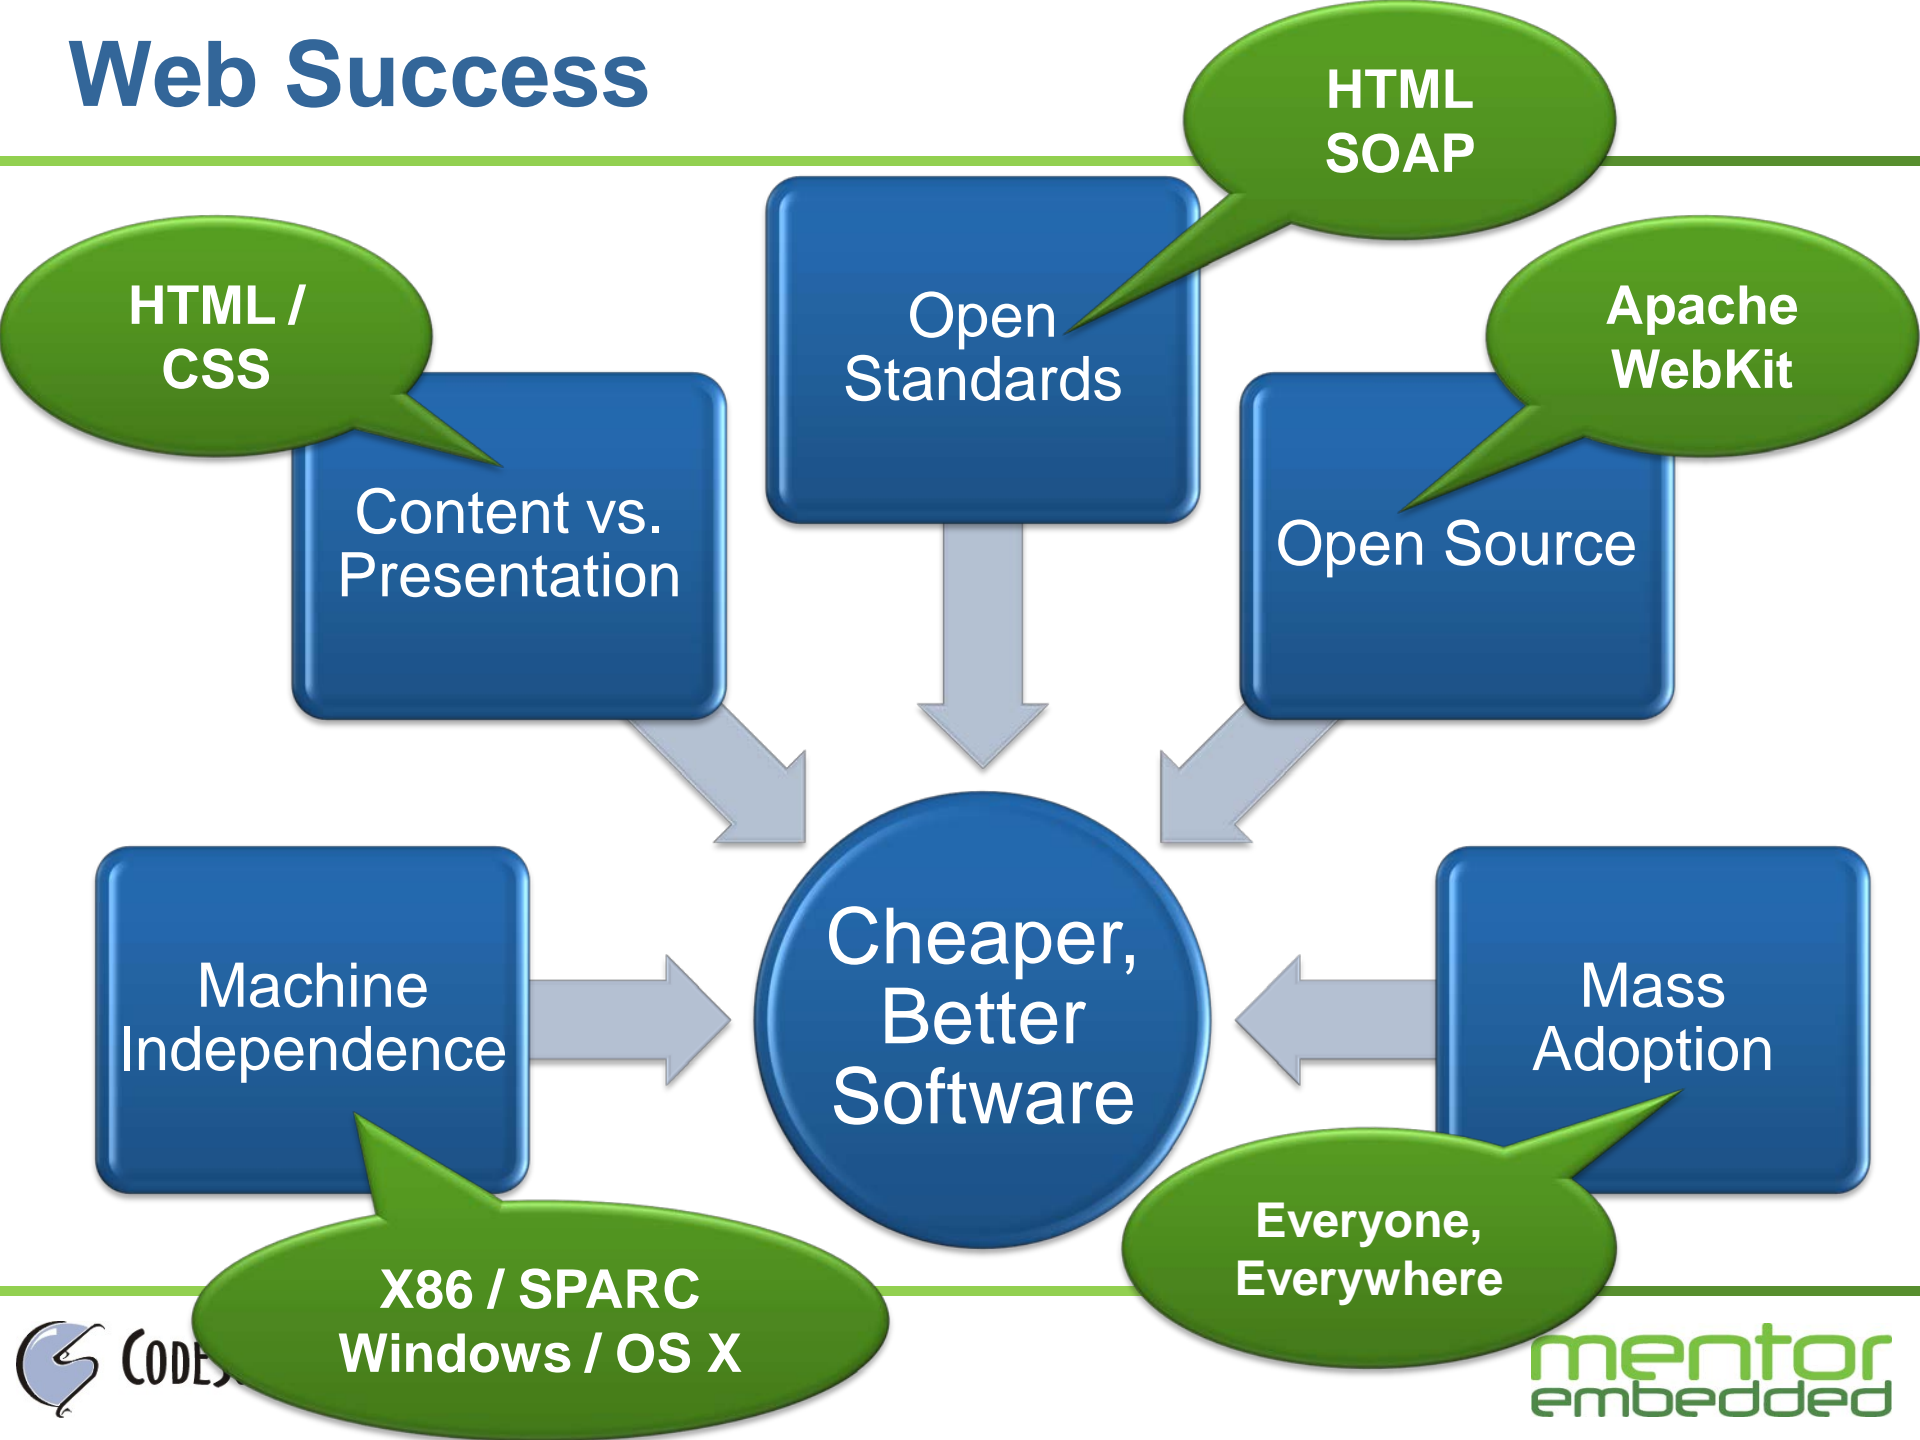 Web Success
HTML
SOAP
HTML /
CSS
Apache
WebKit
Open
Standards
Content vs.
Presentation
Open Source
Machine
Independence
Cheaper,
Better
Software
Mass
Adoption
X86 / SPARC
Windows / OS X
Everyone,
Everywhere
mentor
embedded